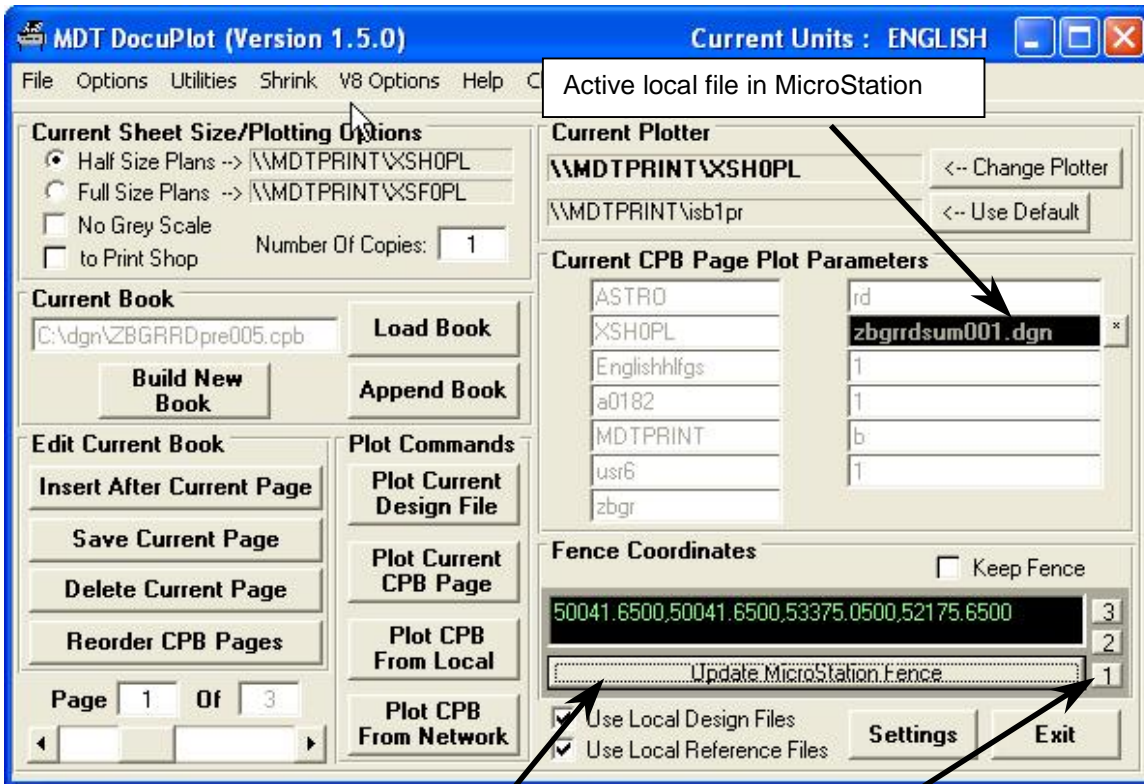 MDT DocuPlot (Version 1.5.0)
Current Units : ENGLISH
File Options Utilities Shrink V8 Options Help
Active local file in MicroStation
Current Sheet Size/Plotting Options
Half Size Plans --> \\MDTPRINT\XSH0PL
Full Size Plans --> \\MDTPRINT\XSF0PL
No Grey Scale
to Print Shop
Number Of Copies: 1
Current Plotter
\\MDTPRINT\XSH0PL
<-- Change Plotter
\\MDTPRINT\isb1pr
<-- Use Default
Current Book
C:\dgn\ZBGRRDpre005.cpb
Load Book
Build New
Book
Append Book
Current CPB Page Plot Parameters
ASTRO
rd
XSH0PL
zbgrrdsum001.dgn
*
Englishhlfgs
1
a0182
1
MDTPRINT
b
usr6
1
zbgr
Edit Current Book
Insert After Current Page
Save Current Page
Delete Current Page
Reorder CPB Pages
Page 1 Of 3
Plot Commands
Plot Current
Design File
Plot Current
CPB Page
Plot CPB
From Local
Plot CPB
From Network
Fence Coordinates
Keep Fence
50041.6500,50041.6500,53375.0500,52175.6500
3
2
Update MicroStation Fence
1
Use Local Design Files
Use Local Reference Files
Settings
Exit